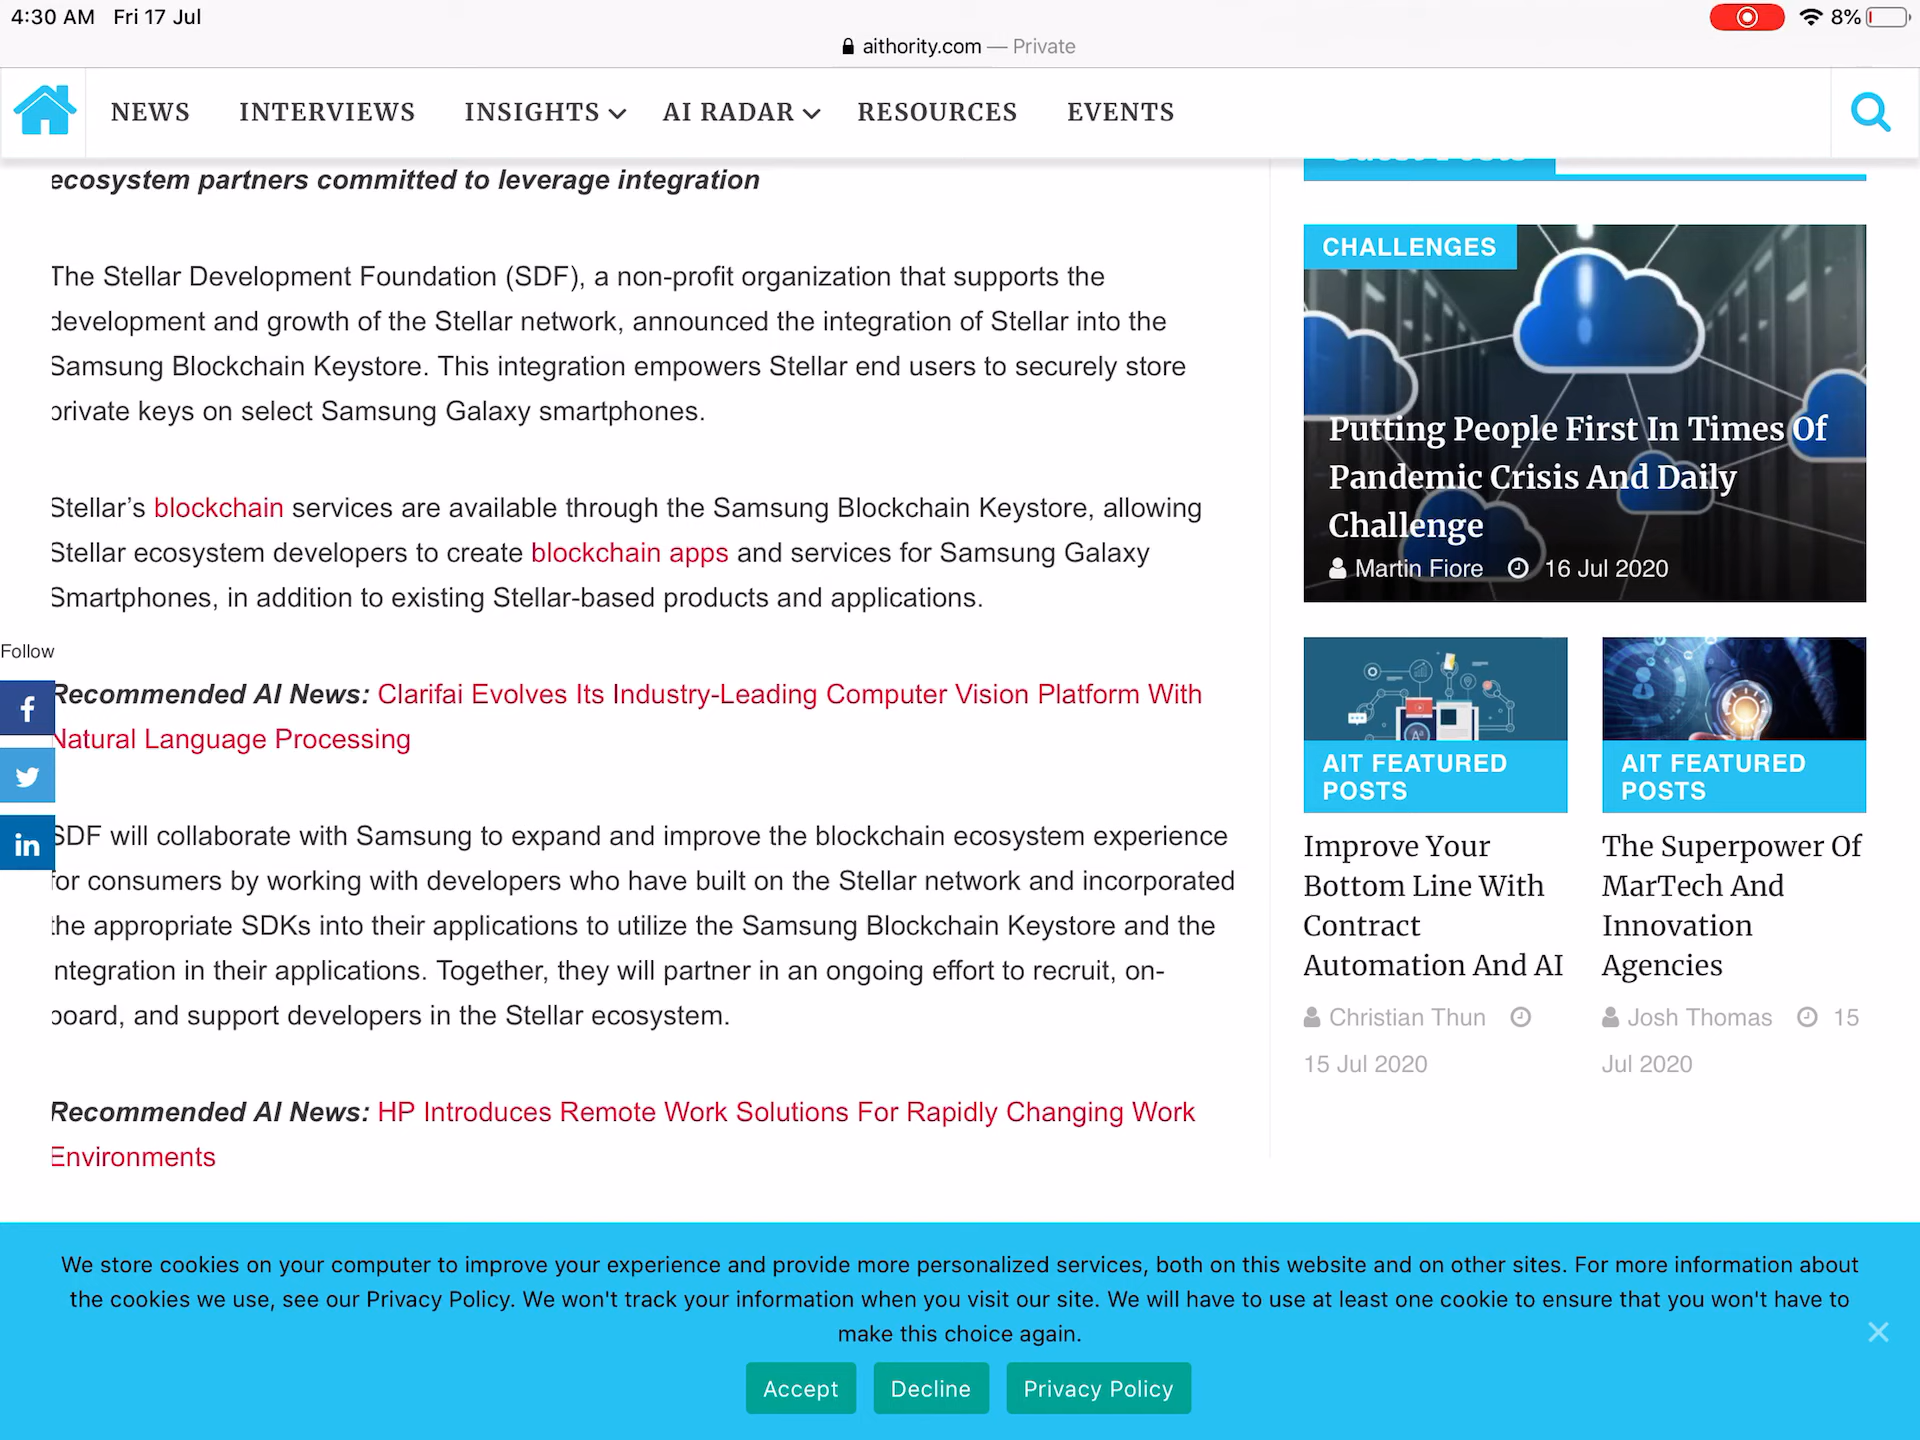 4:30 AM Fri 17 Jul
8%
aithority.com — Private
NEWS INTERVIEWS INSIGHTS AI RADAR RESOURCES EVENTS
ecosystem partners committed to leverage integration
The Stellar Development Foundation (SDF), a non-profit organization that supports the
development and growth of the Stellar network, announced the integration of Stellar into the
Samsung Blockchain Keystore. This integration empowers Stellar end users to securely store
private keys on select Samsung Galaxy smartphones.
Stellar’s blockchain services are available through the Samsung Blockchain Keystore, allowing
Stellar ecosystem developers to create blockchain apps and services for Samsung Galaxy
Smartphones, in addition to existing Stellar-based products and applications.
Follow
Recommended AI News: Clarifai Evolves Its Industry-Leading Computer Vision Platform With
Natural Language Processing
SDF will collaborate with Samsung to expand and improve the blockchain ecosystem experience
for consumers by working with developers who have built on the Stellar network and incorporated
the appropriate SDKs into their applications to utilize the Samsung Blockchain Keystore and the
integration in their applications. Together, they will partner in an ongoing effort to recruit, on-
board, and support developers in the Stellar ecosystem.
Recommended AI News: HP Introduces Remote Work Solutions For Rapidly Changing Work
Environments
CHALLENGES
Putting People First In Times Of
Pandemic Crisis And Daily
Challenge
Martin Fiore 16 Jul 2020
AIT FEATURED
POSTS
Improve Your
Bottom Line With
Contract
Automation And AI
Christian Thun
15 Jul 2020
AIT FEATURED
POSTS
The Superpower Of
MarTech And
Innovation
Agencies
Josh Thomas 15
Jul 2020
We store cookies on your computer to improve your experience and provide more personalized services, both on this website and on other sites. For more information about
the cookies we use, see our Privacy Policy. We won't track your information when you visit our site. We will have to use at least one cookie to ensure that you won't have to
make this choice again.
Accept Decline Privacy Policy